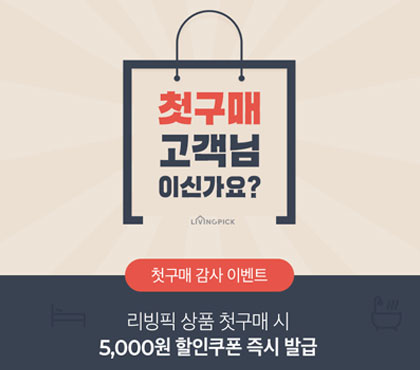 첫구매
고객님
이신가요?
LIVINGPICK
첫구매 감사 이벤트
리빙픽 상품 첫구매 시
5,000원 할인쿠폰 즉시 발급